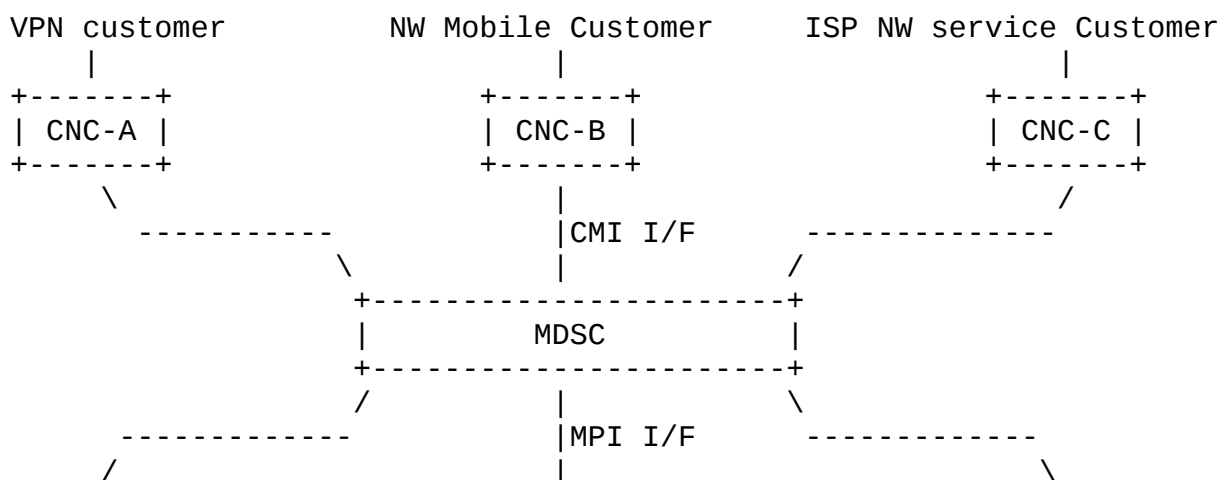 VPN customer         NW Mobile Customer     ISP NW service Customer
    |                         |                           |
+-------+                 +-------+                   +-------+
| CNC-A |                 | CNC-B |                   | CNC-C |
+-------+                 +-------+                   +-------+
     \                        |                           /
       -----------            |CMI I/F      --------------
                  \           |            /
                   +-----------------------+
                   |         MDSC          |
                   +-----------------------+
                   /          |            \
      -------------           |MPI I/F      -------------
     /                        |                          \